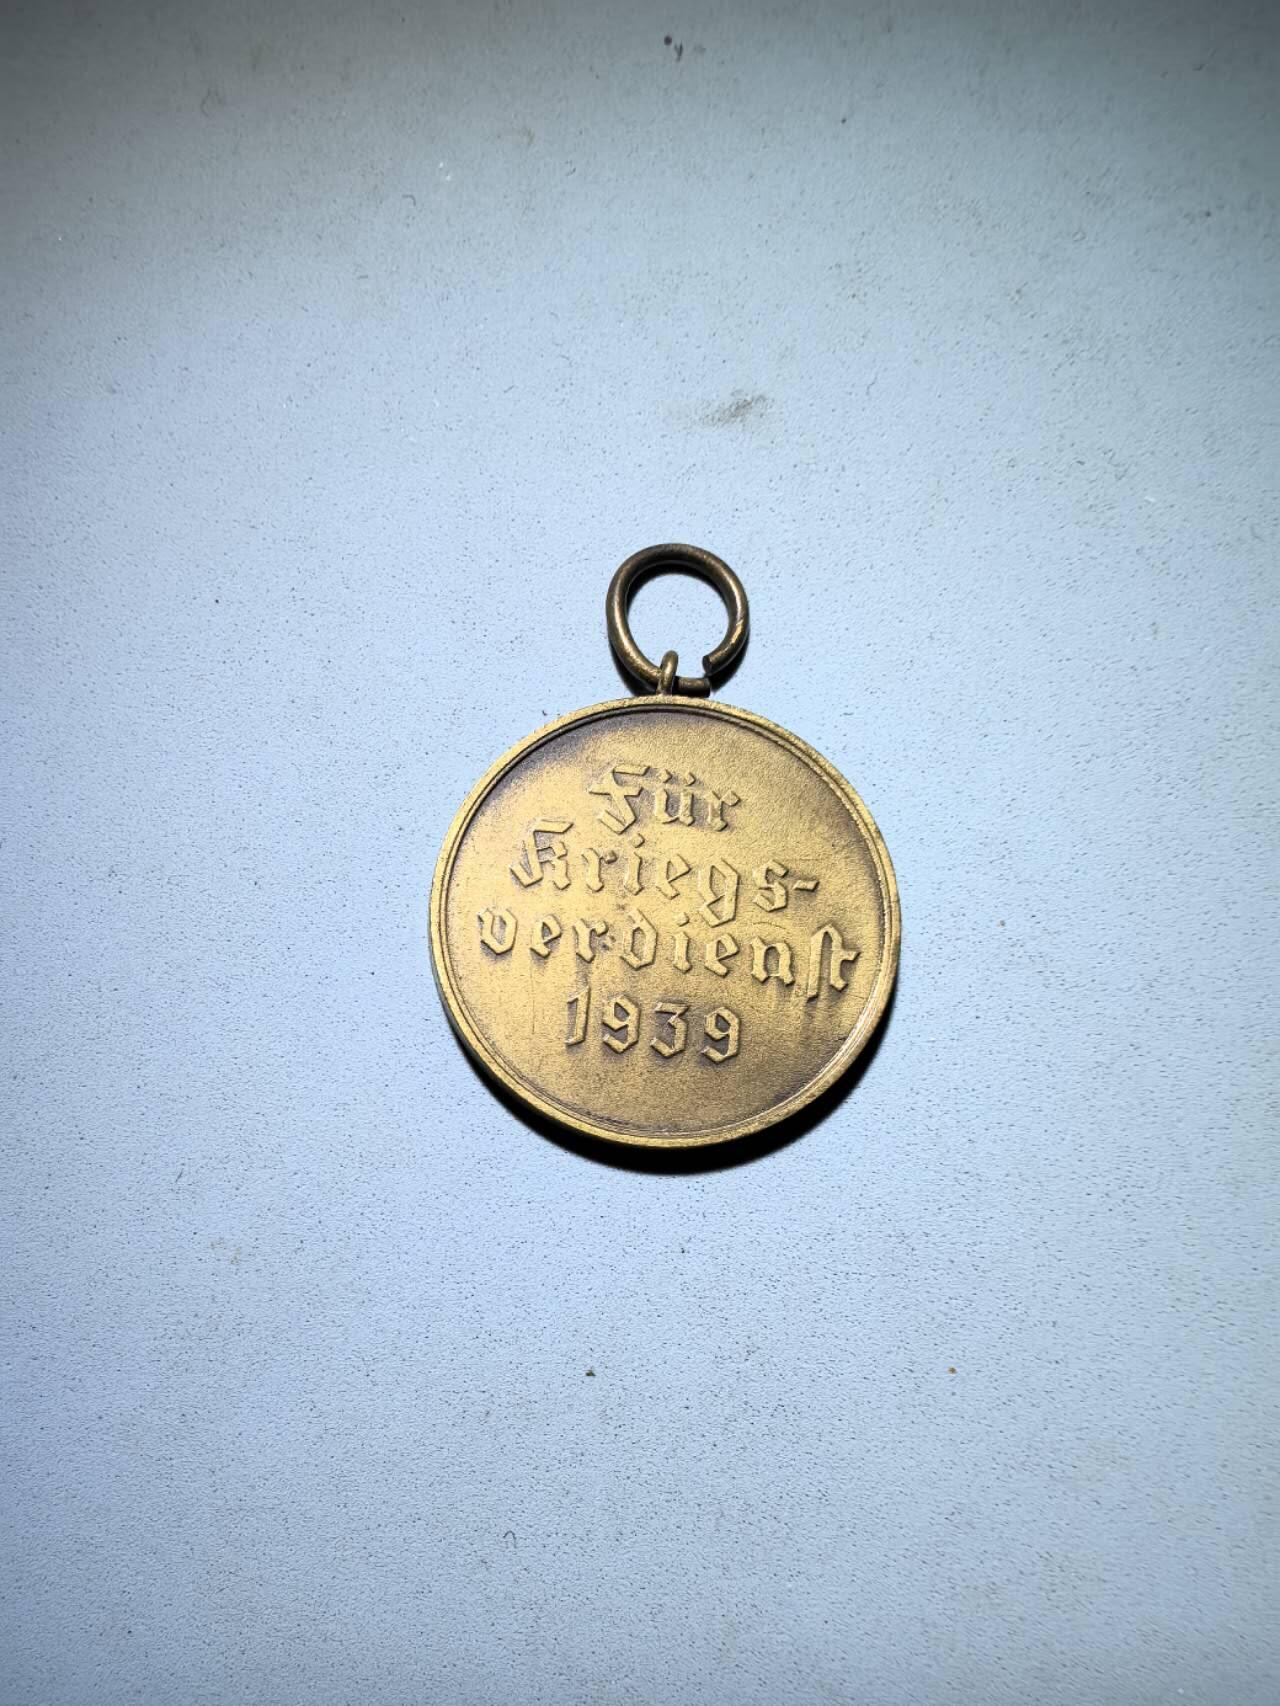 Für
Kriegs-
verdienst
1939